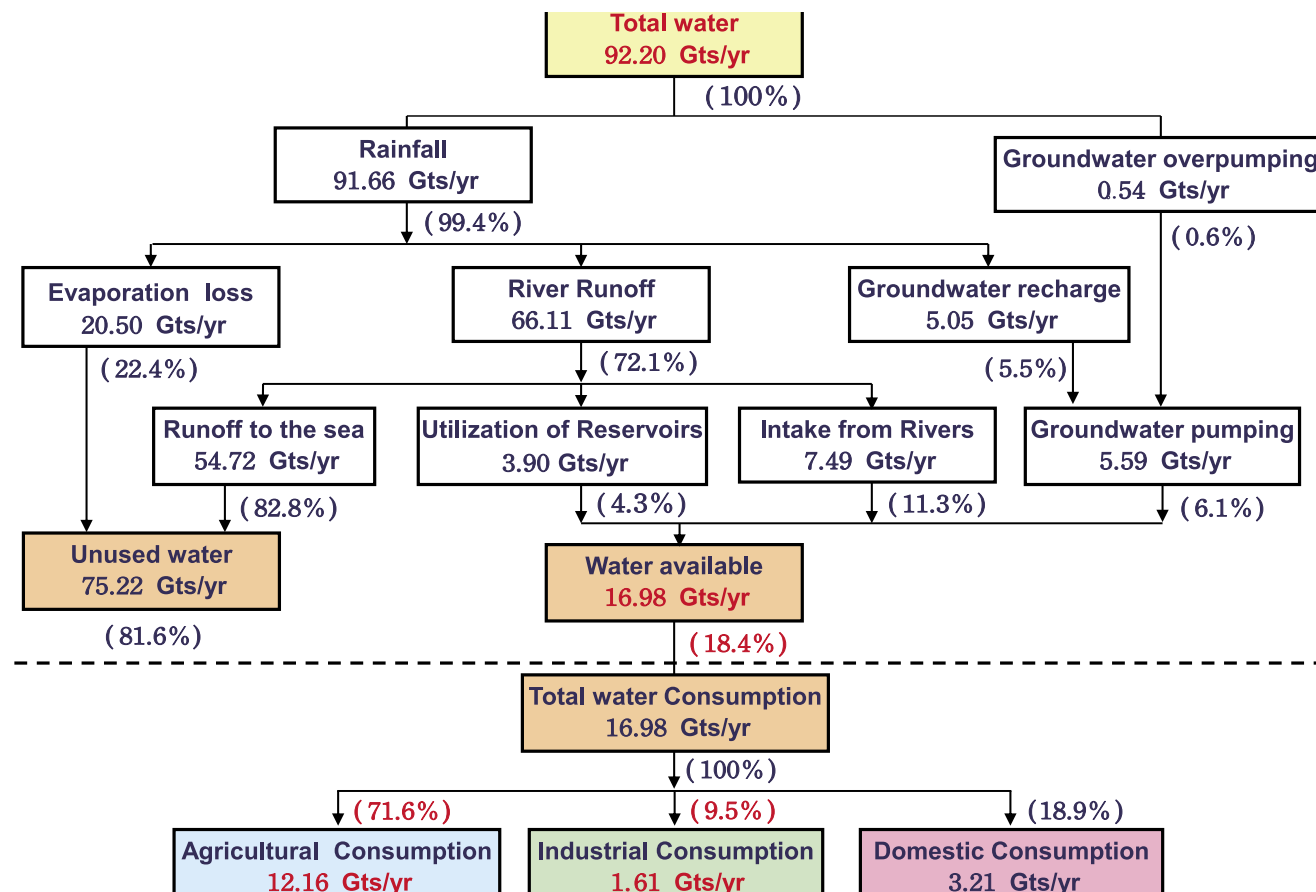 Total water
92.20 Gts/yr
(100%)
Rainfall
91.66 Gts/yr
Groundwater overpumping
0.54 Gts/yr
(99.4%)
(0.6%)
Evaporation loss
20.50 Gts/yr
River Runoff
66.11 Gts/yr
Groundwater recharge
5.05 Gts/yr
(22.4%)
(72.1%)
(5.5%)
Runoff to the sea
54.72 Gts/yr
Utilization of Reservoirs
3.90 Gts/yr
Intake from Rivers
7.49 Gts/yr
Groundwater pumping
5.59 Gts/yr
(82.8%)
(4.3%)
(11.3%)
(6.1%)
Unused water
75.22 Gts/yr
Water available
16.98 Gts/yr
(81.6%)
(18.4%)
Total water Consumption
16.98 Gts/yr
(100%)
(71.6%)
(9.5%)
(18.9%)
Agricultural Consumption
12.16 Gts/yr
Industrial Consumption
1.61 Gts/yr
Domestic Consumption
3.21 Gts/yr